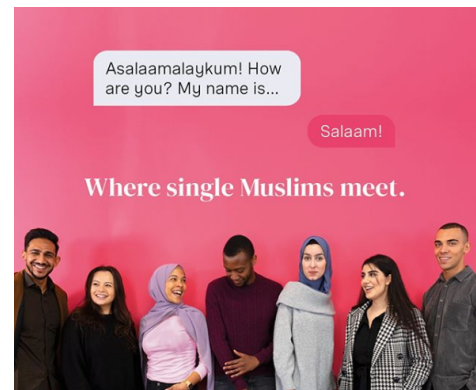 Asalaamalaykum! How
are you? My name is...
Salaam!
Where single Muslims meet.